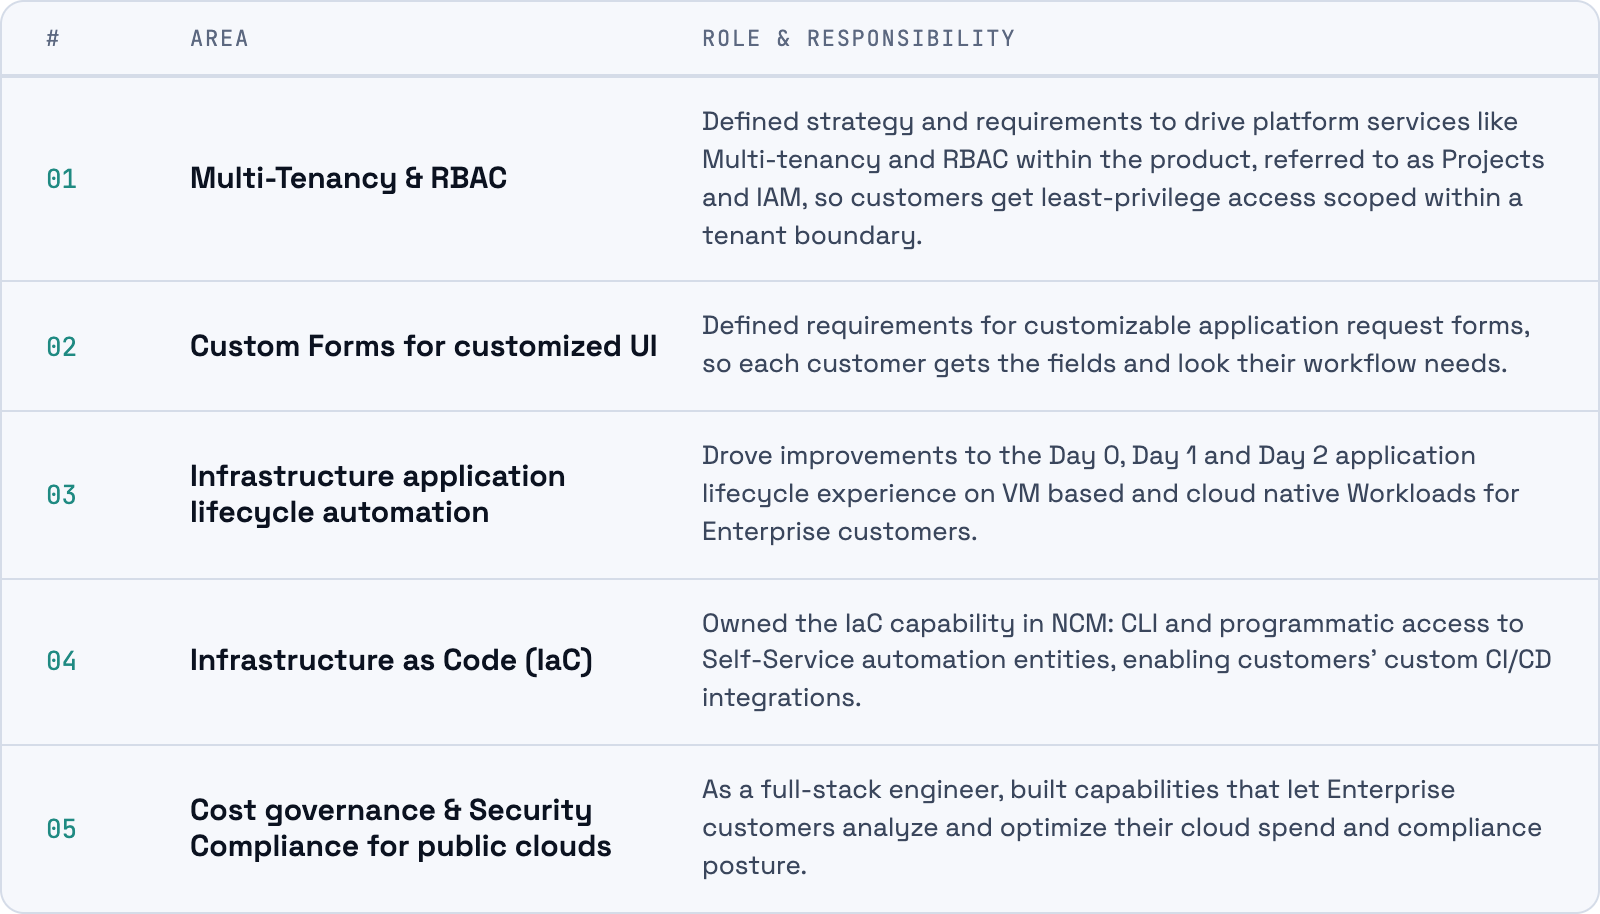 # AREA ROLE & RESPONSIBILITY
01
Multi-Tenancy & RBAC
Defined strategy and requirements to drive platform services like
Multi-tenancy and RBAC within the product, referred to as Projects
and IAM, so customers get least-privilege access scoped within a
tenant boundary.
02
Custom Forms for customized UI
Defined requirements for customizable application request forms,
so each customer gets the fields and look their workflow needs.
03
Infrastructure application
lifecycle automation
Drove improvements to the Day 0, Day 1 and Day 2 application
lifecycle experience on VM based and cloud native Workloads for
Enterprise customers.
04
Infrastructure as Code (IaC)
Owned the IaC capability in NCM: CLI and programmatic access to
Self-Service automation entities, enabling customers’ custom CI/CD
integrations.
05
Cost governance & Security
Compliance for public clouds
As a full-stack engineer, built capabilities that let Enterprise
customers analyze and optimize their cloud spend and compliance
posture.